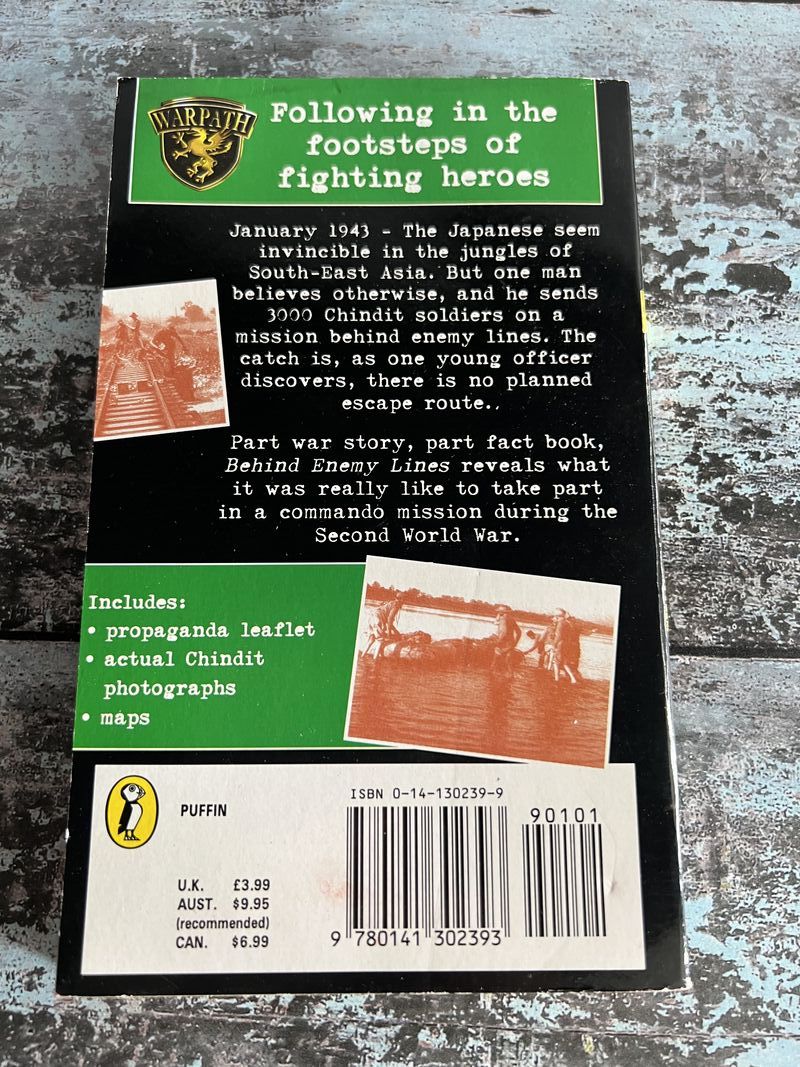 WARPATH
Following in the
footsteps of
fighting heroes
January 1943 - The Japanese seem
invincible in the jungles of
South-East Asia. But one man
believes otherwise, and he sends
3000 Chindit soldiers on a
mission behind enemy lines. The
catch is, as one young officer
discovers, there is no planned
escape route..
Part war story, part fact book,
Behind Enemy Lines reveals what
it was really like to take part
in a commando mission during the
Second World War.
Includes:
• propaganda leaflet
• actual Chindit
photographs
• maps
PUFFIN
U.K. £3.99
AUST. $9.95
(recommended)
CAN. $6.99
ISBN 0-14-130239-9
90101
9 780141 302393